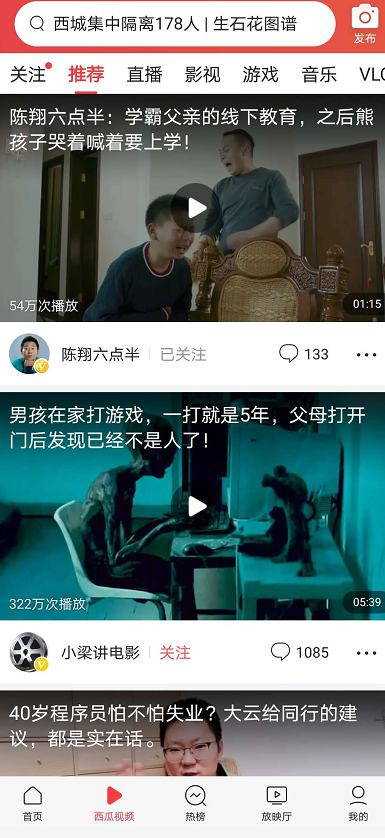 西城集中隔离178人 | 生石花图谱
发布
关注 推荐 直播 影视 游戏 音乐 VLO
陈翔六点半：学霸父亲的线下教育，之后熊
孩子哭着喊着要上学！
54万次播放 01:15
陈翔六点半 已关注 133
男孩在家打游戏，一打就是5年，父母打开
门后发现已经不是人了！
322万次播放 05:39
小梁讲电影 关注 1085
40岁程序员怕不怕失业？大云给同行的建
议，都是实在话。
首页 西瓜视频 热榜 放映厅 我的